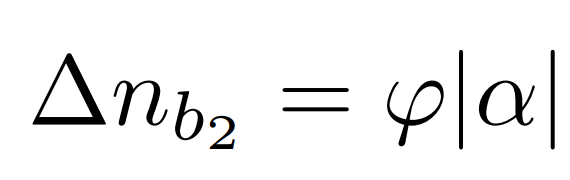 Δn_{b_2} = φ|α|